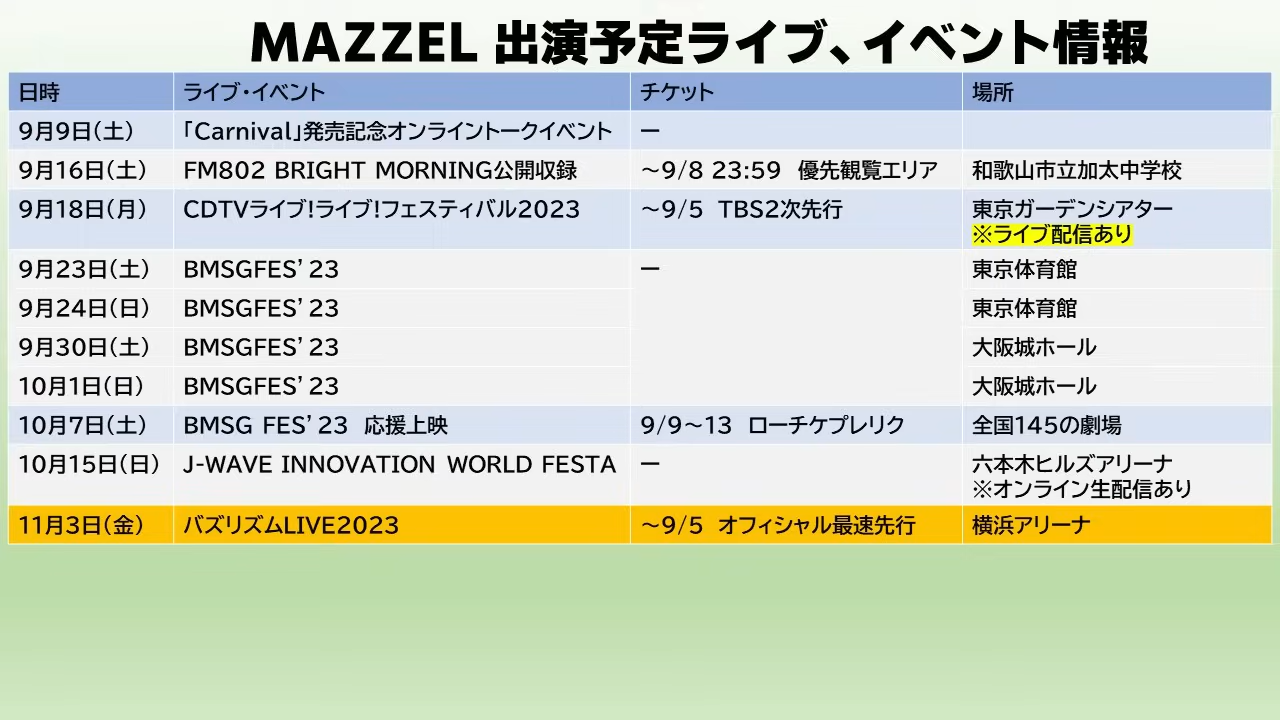 MAZZEL 出演予定ライブ、イベント情報
日時 ライブ・イベント チケット 場所
9月9日(土) 「Carnival」発売記念オンライントークイベント ー
9月16日(土) FM802 BRIGHT MORNING公開収録 ～9/8 23:59 優先観覧エリア 和歌山市立加太中学校
9月18日(月) CDTVライブ!ライブ!フェスティバル2023 ～9/5 TBS2次先行 東京ガーデンシアター
※ライブ配信あり
9月23日(土) BMSGFES’23 ー 東京体育館
9月24日(日) BMSGFES’23 東京体育館
9月30日(土) BMSGFES’23 大阪城ホール
10月1日(日) BMSGFES’23 大阪城ホール
10月7日(土) BMSG FES’23 応援上映 9/9～13 ローチケプレリク 全国145の劇場
10月15日(日) J-WAVE INNOVATION WORLD FESTA ー 六本木ヒルズアリーナ
※オンライン生配信あり
11月3日(金) バズリズムLIVE2023 ～9/5 オフィシャル最速先行 横浜アリーナ